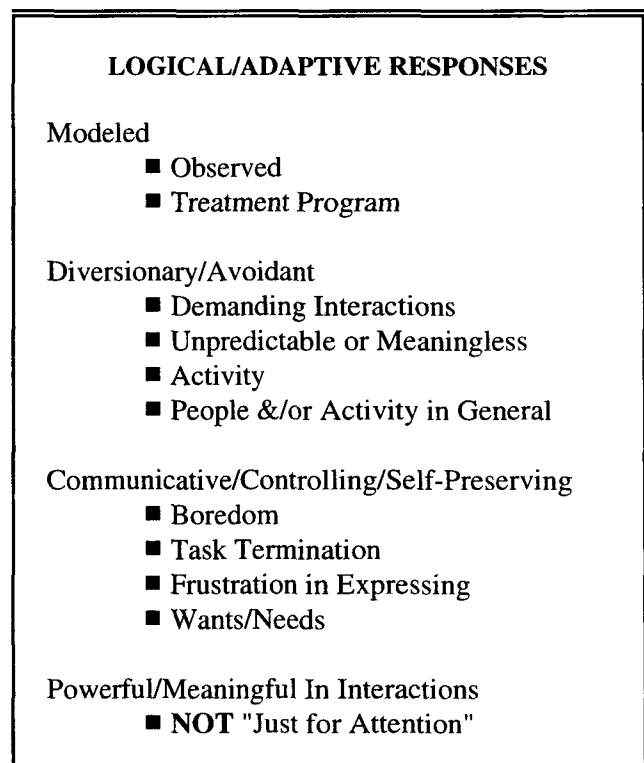 LOGICAL/ADAPTIVE RESPONSES
Modeled
■ Observed
■ Treatment Program
Diversionary/Avoidant
■ Demanding Interactions
■ Unpredictable or Meaningless
■ Activity
■ People &/or Activity in General
Communicative/Controlling/Self-Preserving
■ Boredom
■ Task Termination
■ Frustration in Expressing
■ Wants/Needs
Powerful/Meaningful In Interactions
■ NOT "Just for Attention"